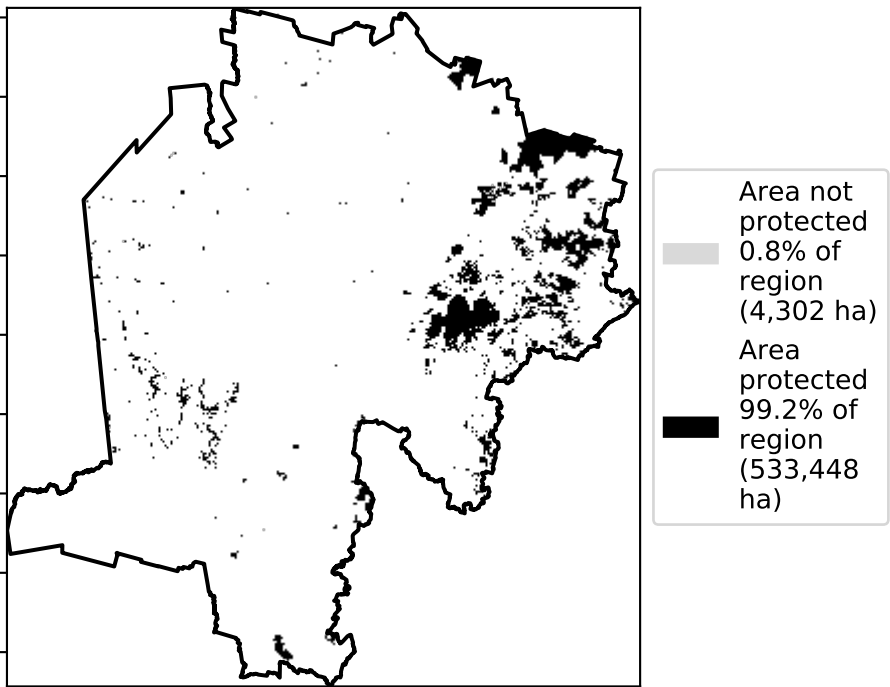 Area not
protected
0.8% of
region
(4,302 ha)
Area
protected
99.2% of
region
(533,448
ha)